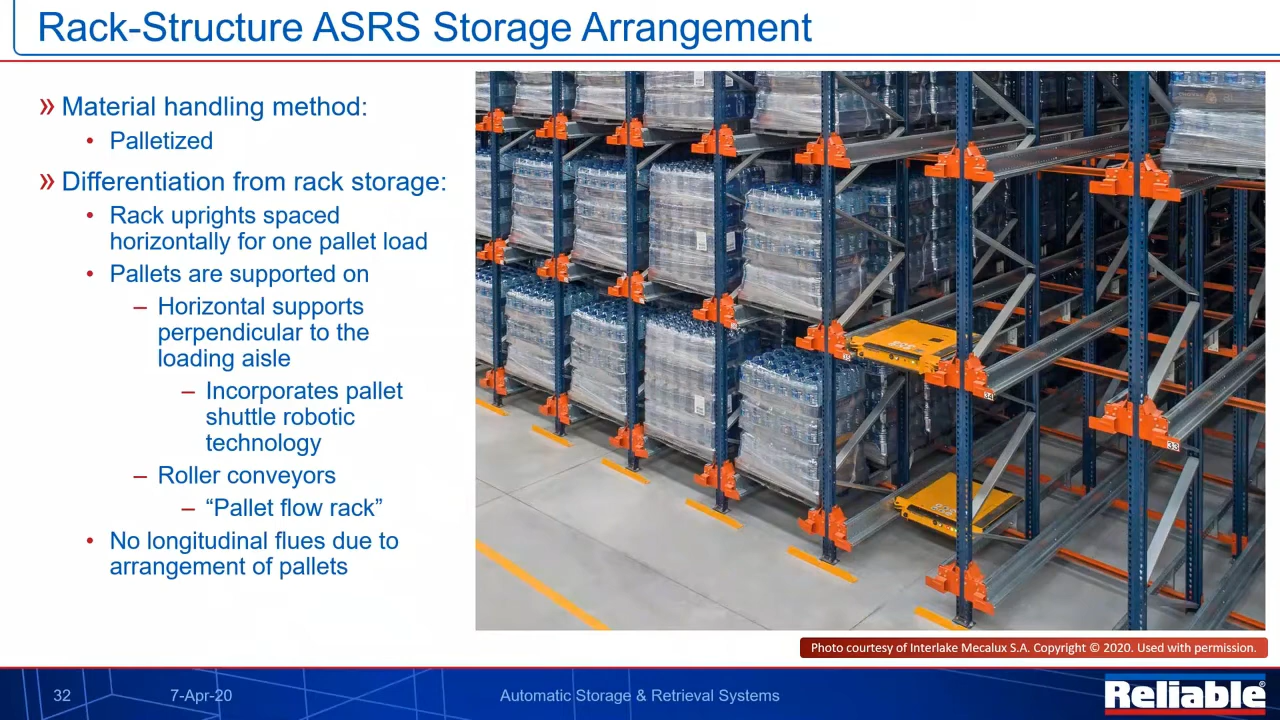 Rack-Structure ASRS Storage Arrangement
» Material handling method:
• Palletized
» Differentiation from rack storage:
• Rack uprights spaced
horizontally for one pallet load
• Pallets are supported on
– Horizontal supports
perpendicular to the
loading aisle
– Incorporates pallet
shuttle robotic
technology
– Roller conveyors
– “Pallet flow rack”
• No longitudinal flues due to
arrangement of pallets
34
33
Photo courtesy of Interlake Mecalux S.A. Copyright © 2020. Used with permission.
32
7-Apr-20
Automatic Storage & Retrieval Systems
Reliable®